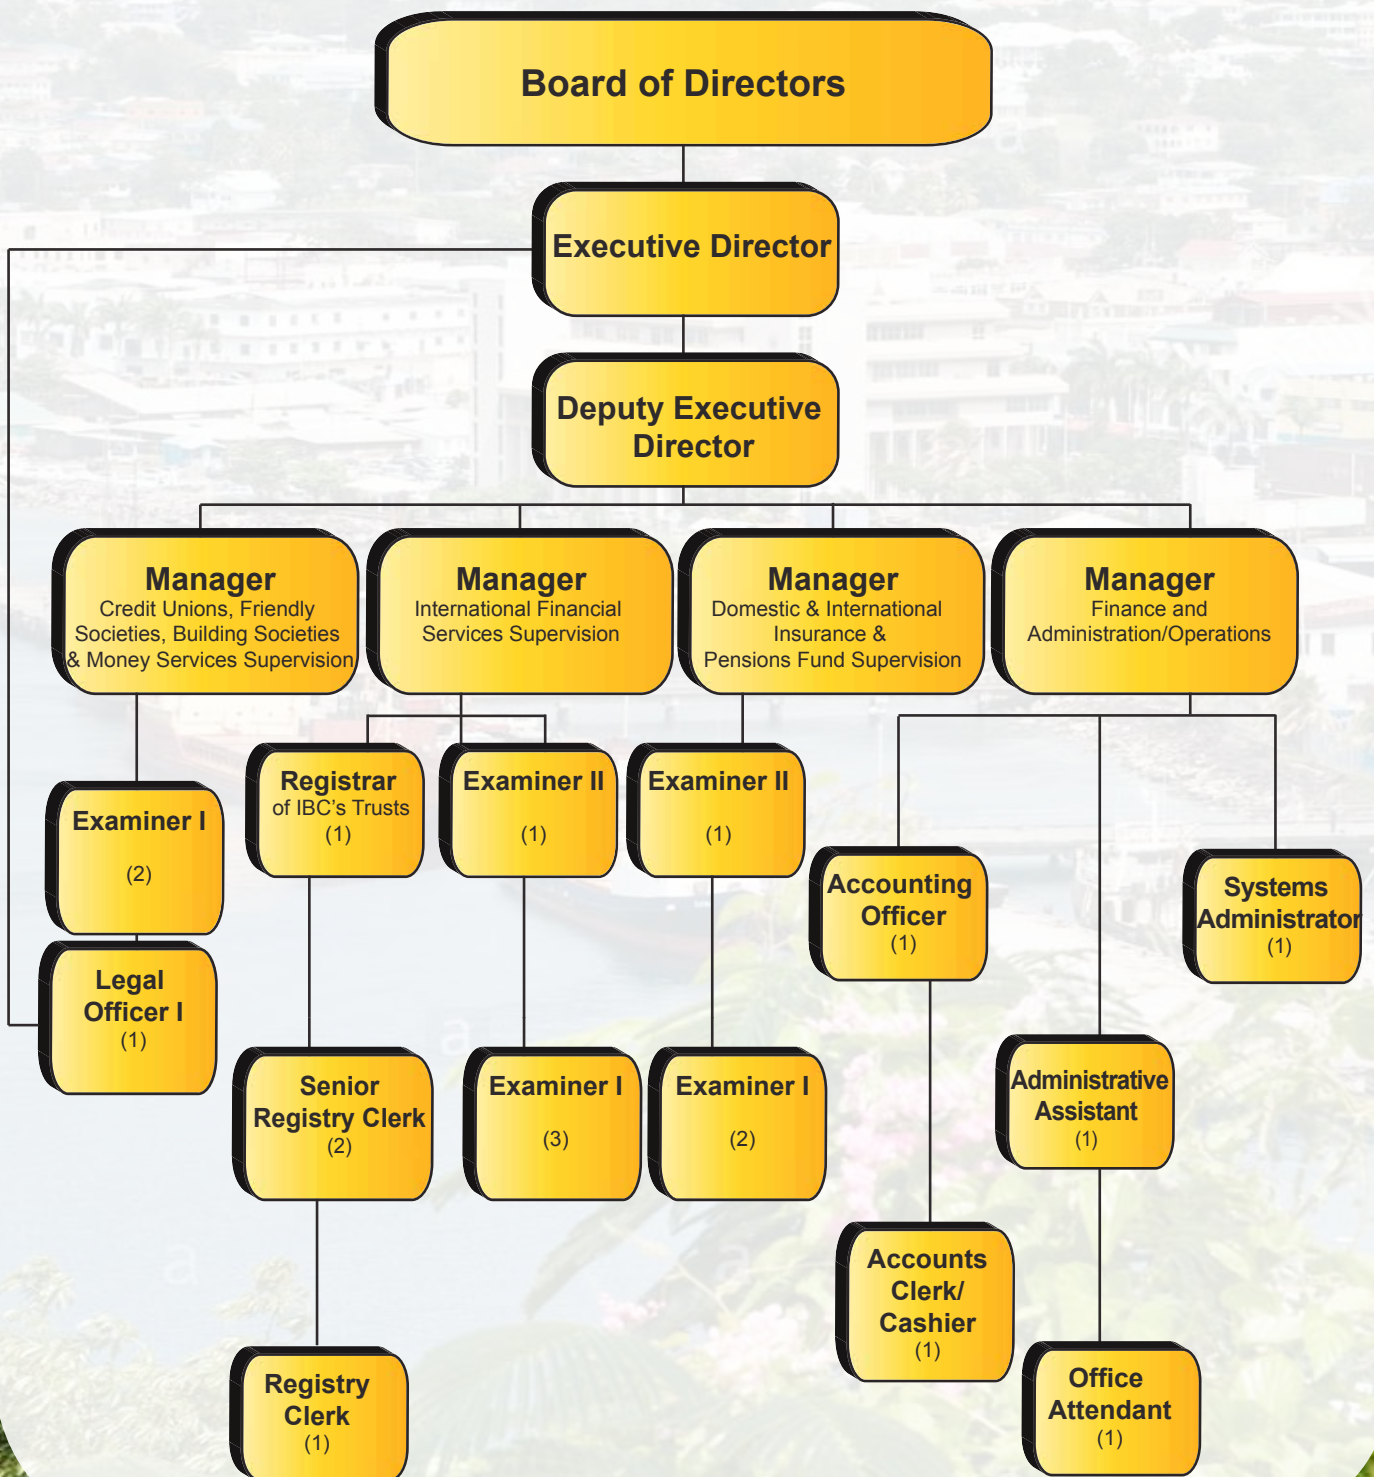 Board of Directors
Executive Director
Deputy Executive
Director
Manager
Credit Unions, Friendly
Societies, Building Societies
& Money Services Supervision
Manager
International Financial
Services Supervision
Manager
Domestic & International
Insurance &
Pensions Fund Supervision
Manager
Finance and
Administration/Operations
Examiner I
(2)
Legal
Officer I
(1)
Registrar
of IBC's Trusts
(1)
Examiner II
(1)
Examiner II
(1)
Accounting
Officer
(1)
Systems
Administrator
(1)
Senior
Registry Clerk
(2)
Examiner I
(3)
Examiner I
(2)
Administrative
Assistant
(1)
Accounts
Clerk/
Cashier
(1)
Registry
Clerk
(1)
Office
Attendant
(1)